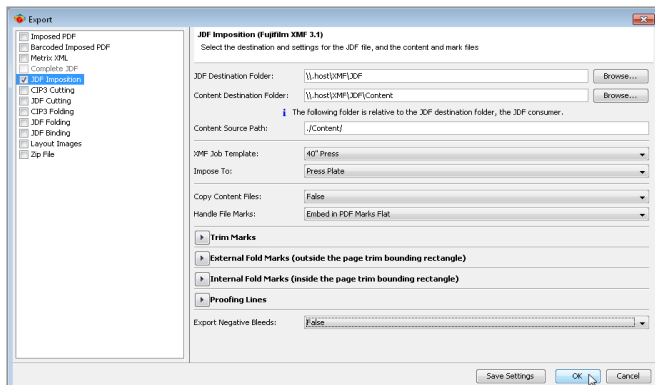 Export
Imposed PDF
Barcoded Imposed PDF
Metrix XML
Complete JDF
JDF Imposition
CIP3 Cutting
JDF Cutting
CIP3 Folding
JDF Folding
JDF Binding
Layout Images
Zip File
JDF Imposition (Fujifilm XMF 3.1)
Select the destination and settings for the JDF file, and the content and mark files
JDF Destination Folder: \\.host\XMF\JDF Browse...
Content Destination Folder: \\.host\XMF\JDF\Content Browse...
i The following folder is relative to the JDF destination folder, the JDF consumer.
Content Source Path: ./Content/
XMF Job Template: 40" Press
Impose To: Press Plate
Copy Content Files: False
Handle File Marks: Embed in PDF Marks Flat
Trim Marks
External Fold Marks (outside the page trim bounding rectangle)
Internal Fold Marks (inside the page trim bounding rectangle)
Proofing Lines
Export Negative Bleeds: False
Save Settings OK Cancel